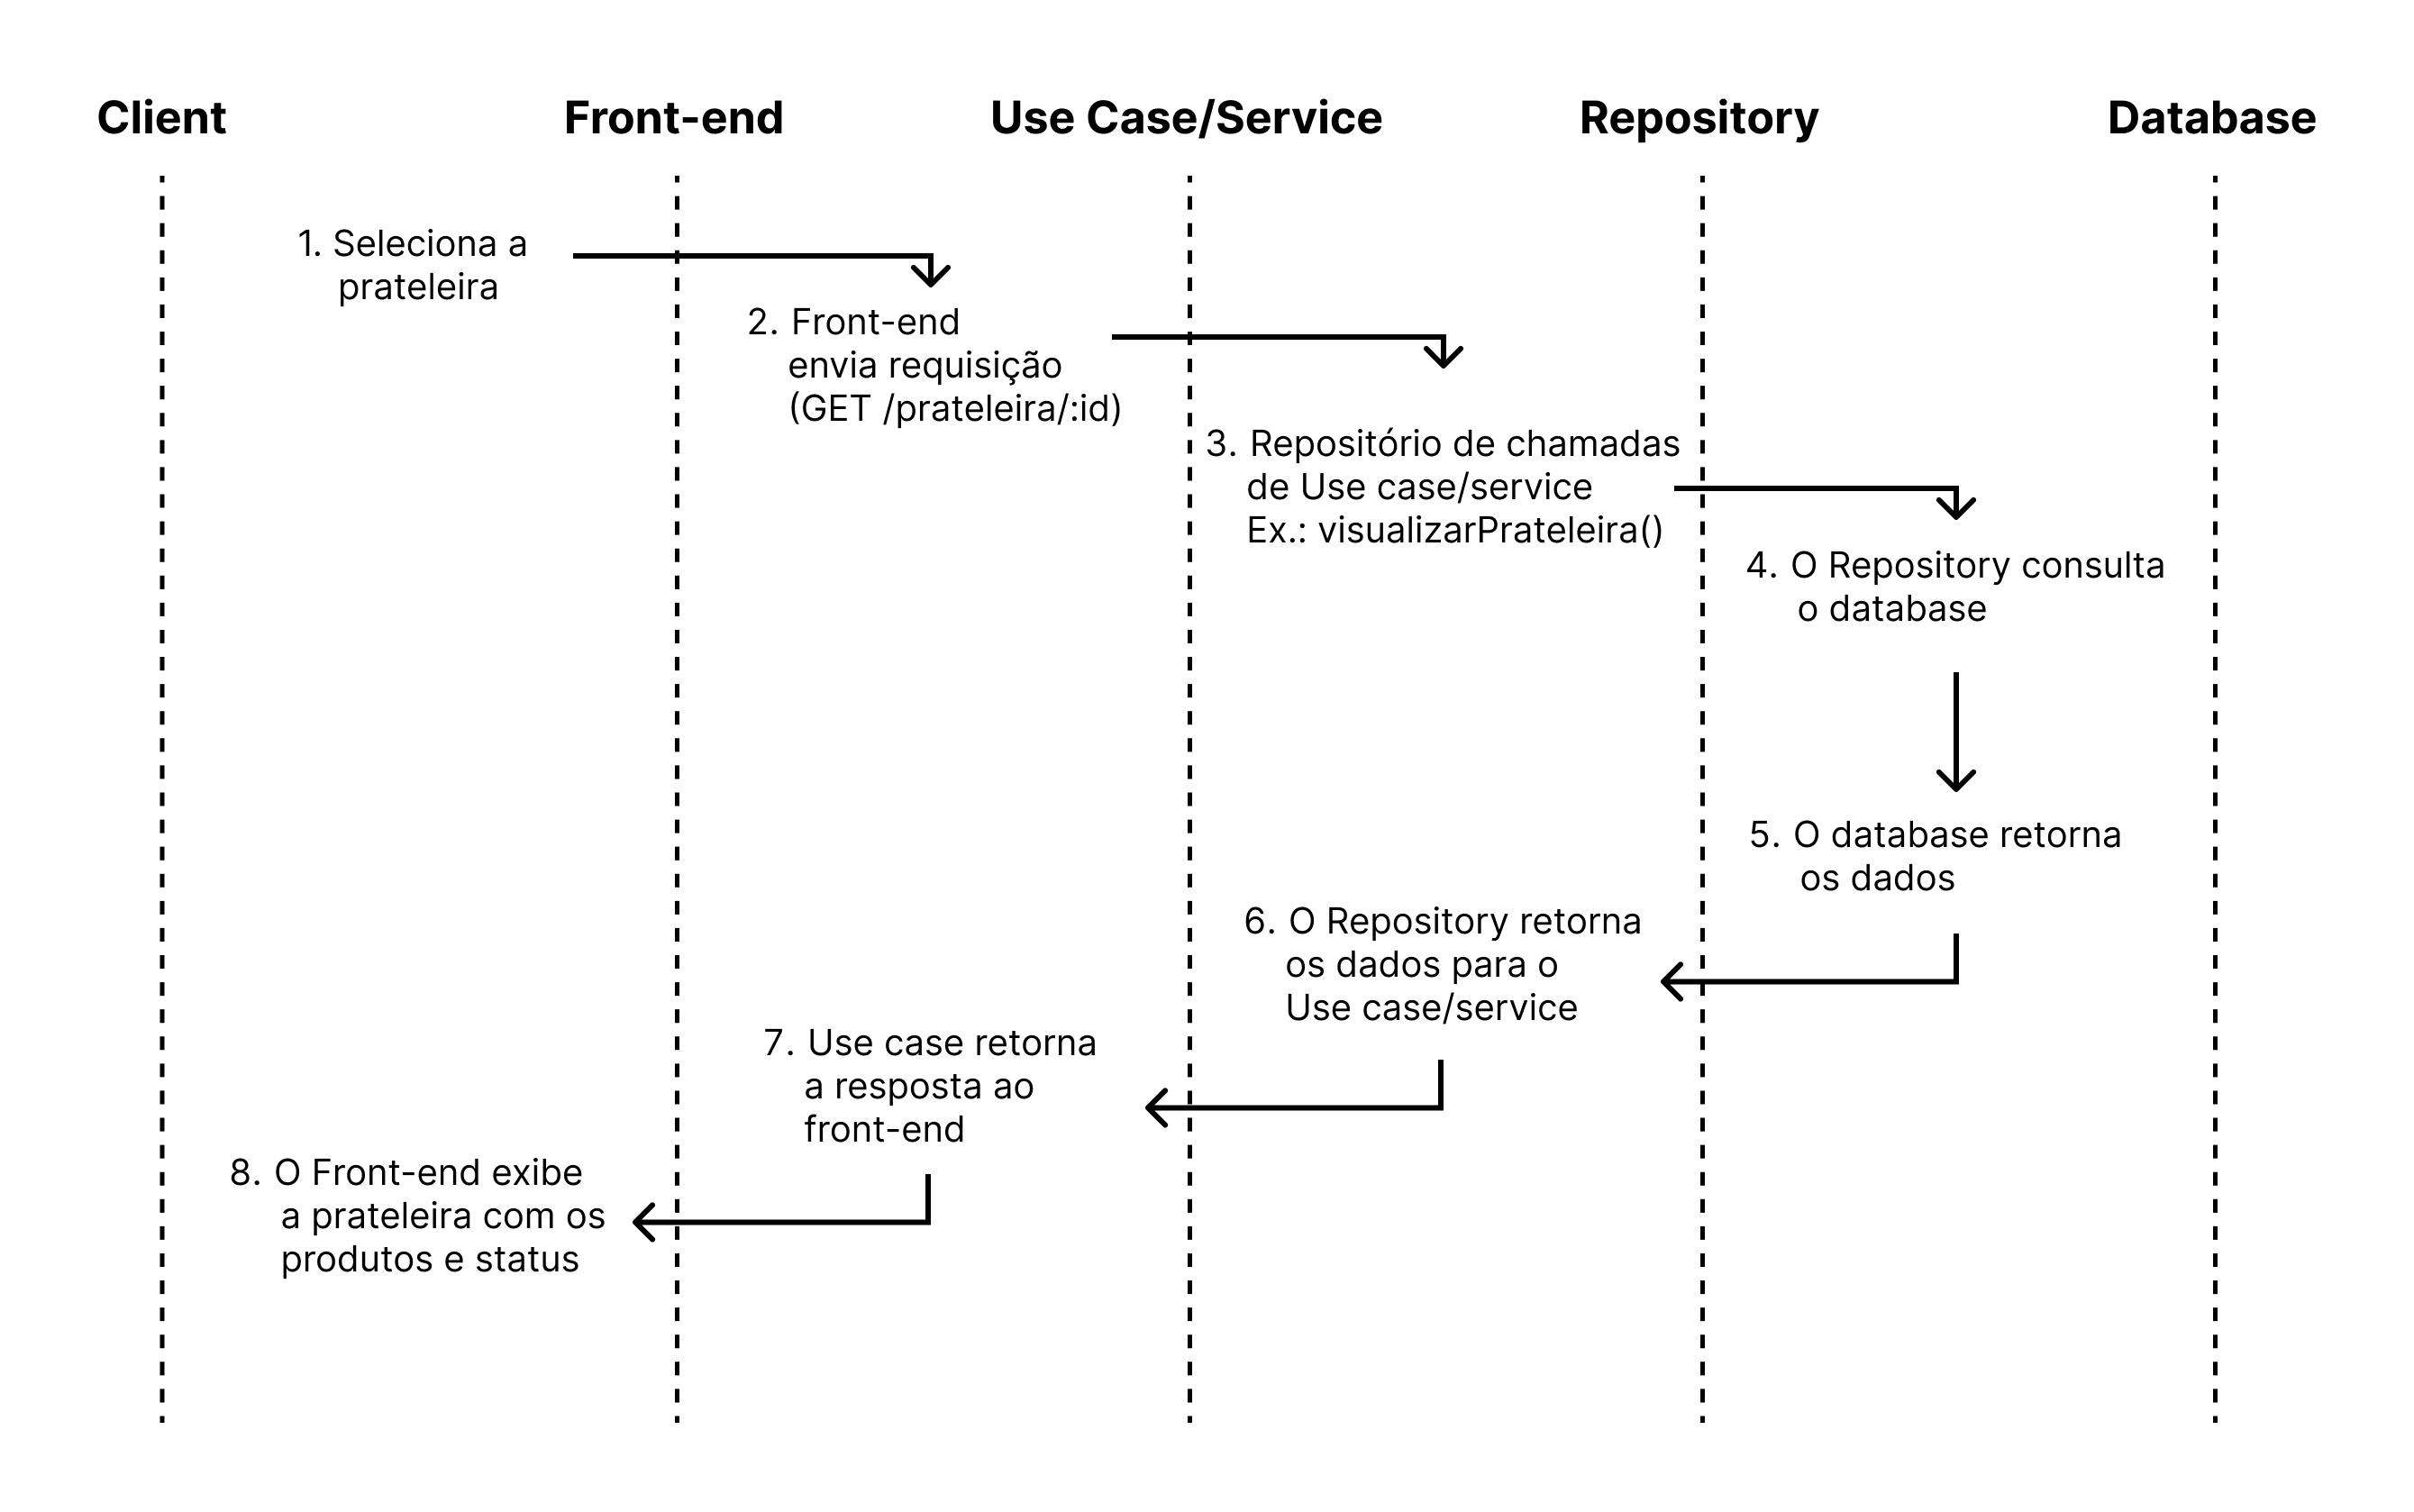 Client
Front-end
Use Case/Service
Repository
Database
1. Seleciona a
prateleira
2. Front-end
envia requisição
(GET /prateleira/:id)
3. Repositório de chamadas
de Use case/service
Ex.: visualizarPrateleira()
4. O Repository consulta
o database
5. O database retorna
os dados
6. O Repository retorna
os dados para o
Use case/service
7. Use case retorna
a resposta ao
front-end
8. O Front-end exibe
a prateleira com os
produtos e status